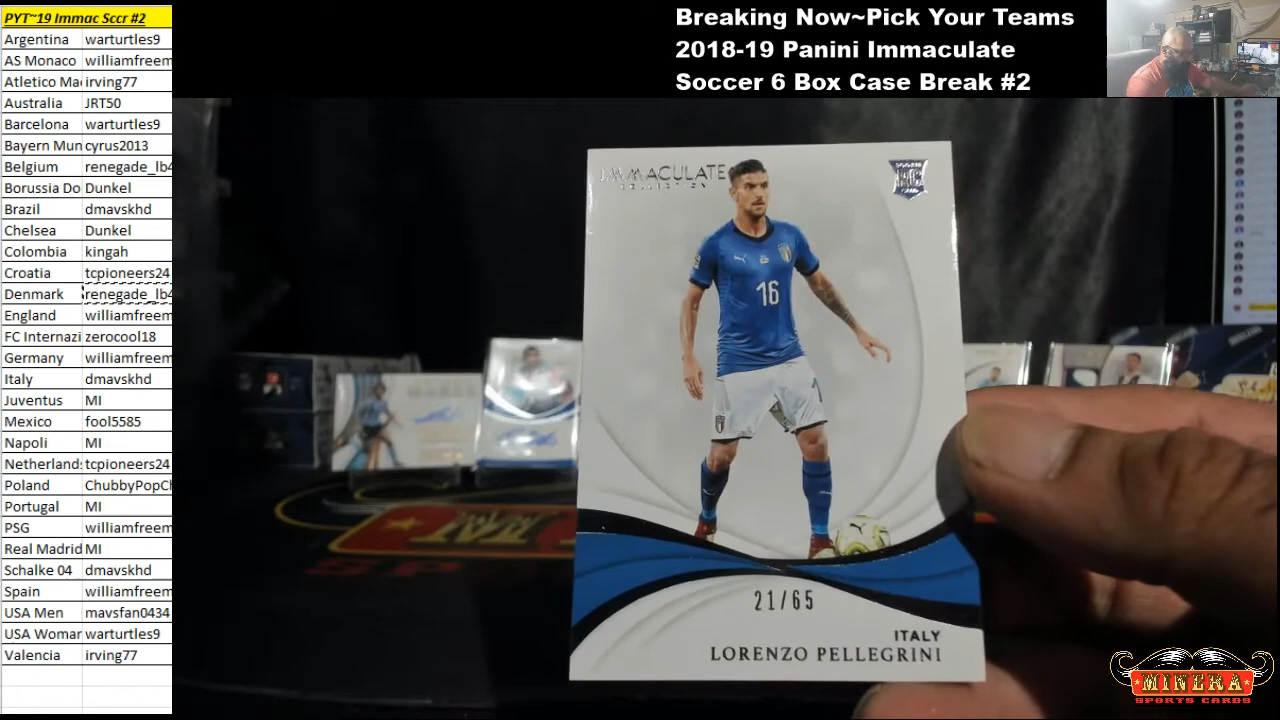 PYT~19 Immac Sccr #2
Argentina warturtles9
AS Monaco williamfreem
Atletico Ma irving77
Australia JRT50
Barcelona warturtles9
Bayern Mun cyrus2013
Belgium renegade_lb4
Borussia Do Dunkel
Brazil dmavskhd
Chelsea Dunkel
Colombia kingah
Croatia tcpioneers24
Denmark renegade_lb4
England williamfreem
FC Internazi zerocool18
Germany williamfreem
Italy dmavskhd
Juventus MI
Mexico fool5585
Napoli MI
Netherland tcpioneers24
Poland ChubbyPopCh
Portugal MI
PSG williamfreem
Real Madrid MI
Schalke 04 dmavskhd
Spain williamfreem
USA Men mavsfan0434
USA Woman warturtles9
Valencia irving77
Breaking Now~Pick Your Teams
2018-19 Panini Immaculate
Soccer 6 Box Case Break #2
IMMACULATE
COLLECTION
RC
16
21/65
ITALY
LORENZO PELLEGRINI
MINERA
SPORTS CARDS